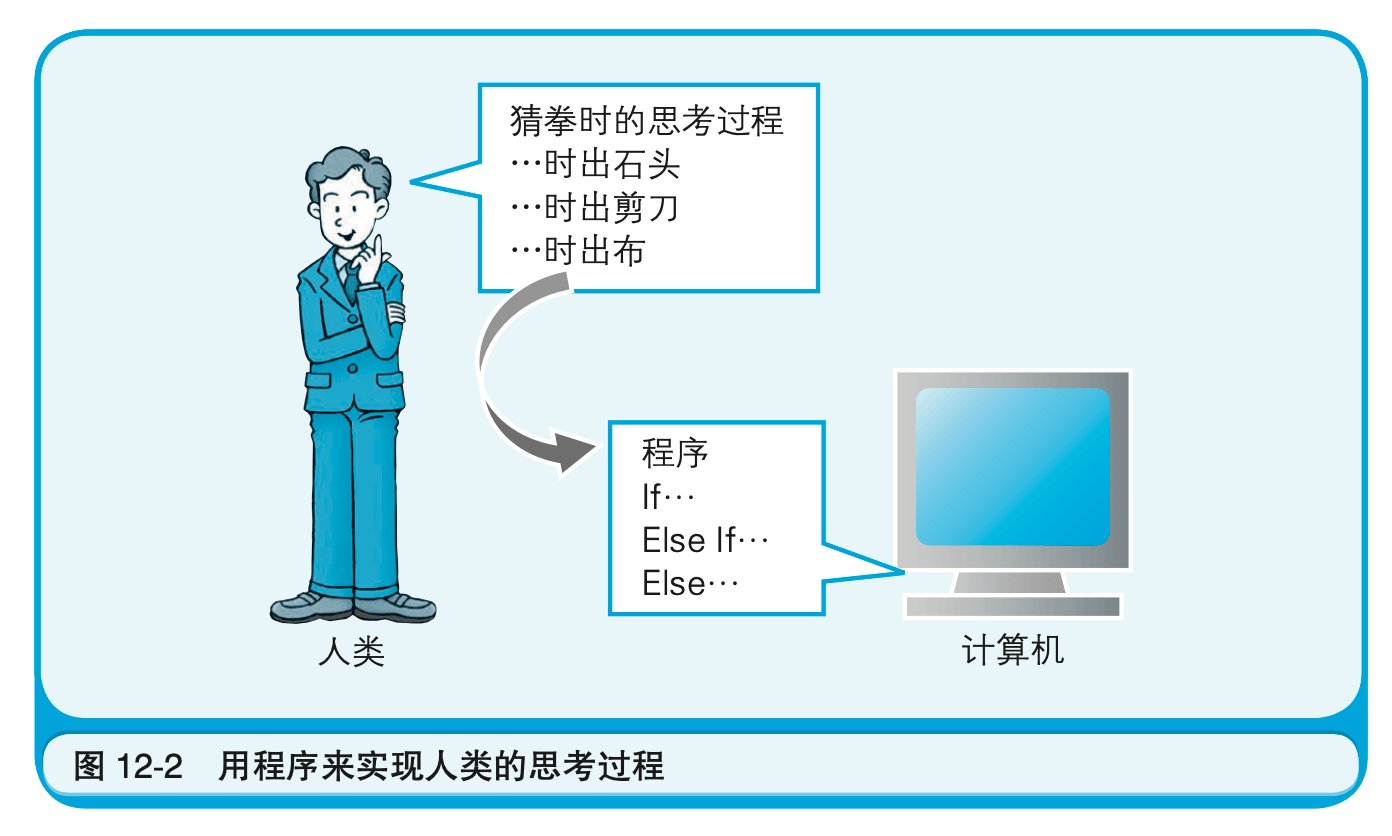 猜拳时的思考过程
…时出石头
…时出剪刀
…时出布
程序
If…
Else If…
Else…
人类
计算机
图 12-2 用程序来实现人类的思考过程